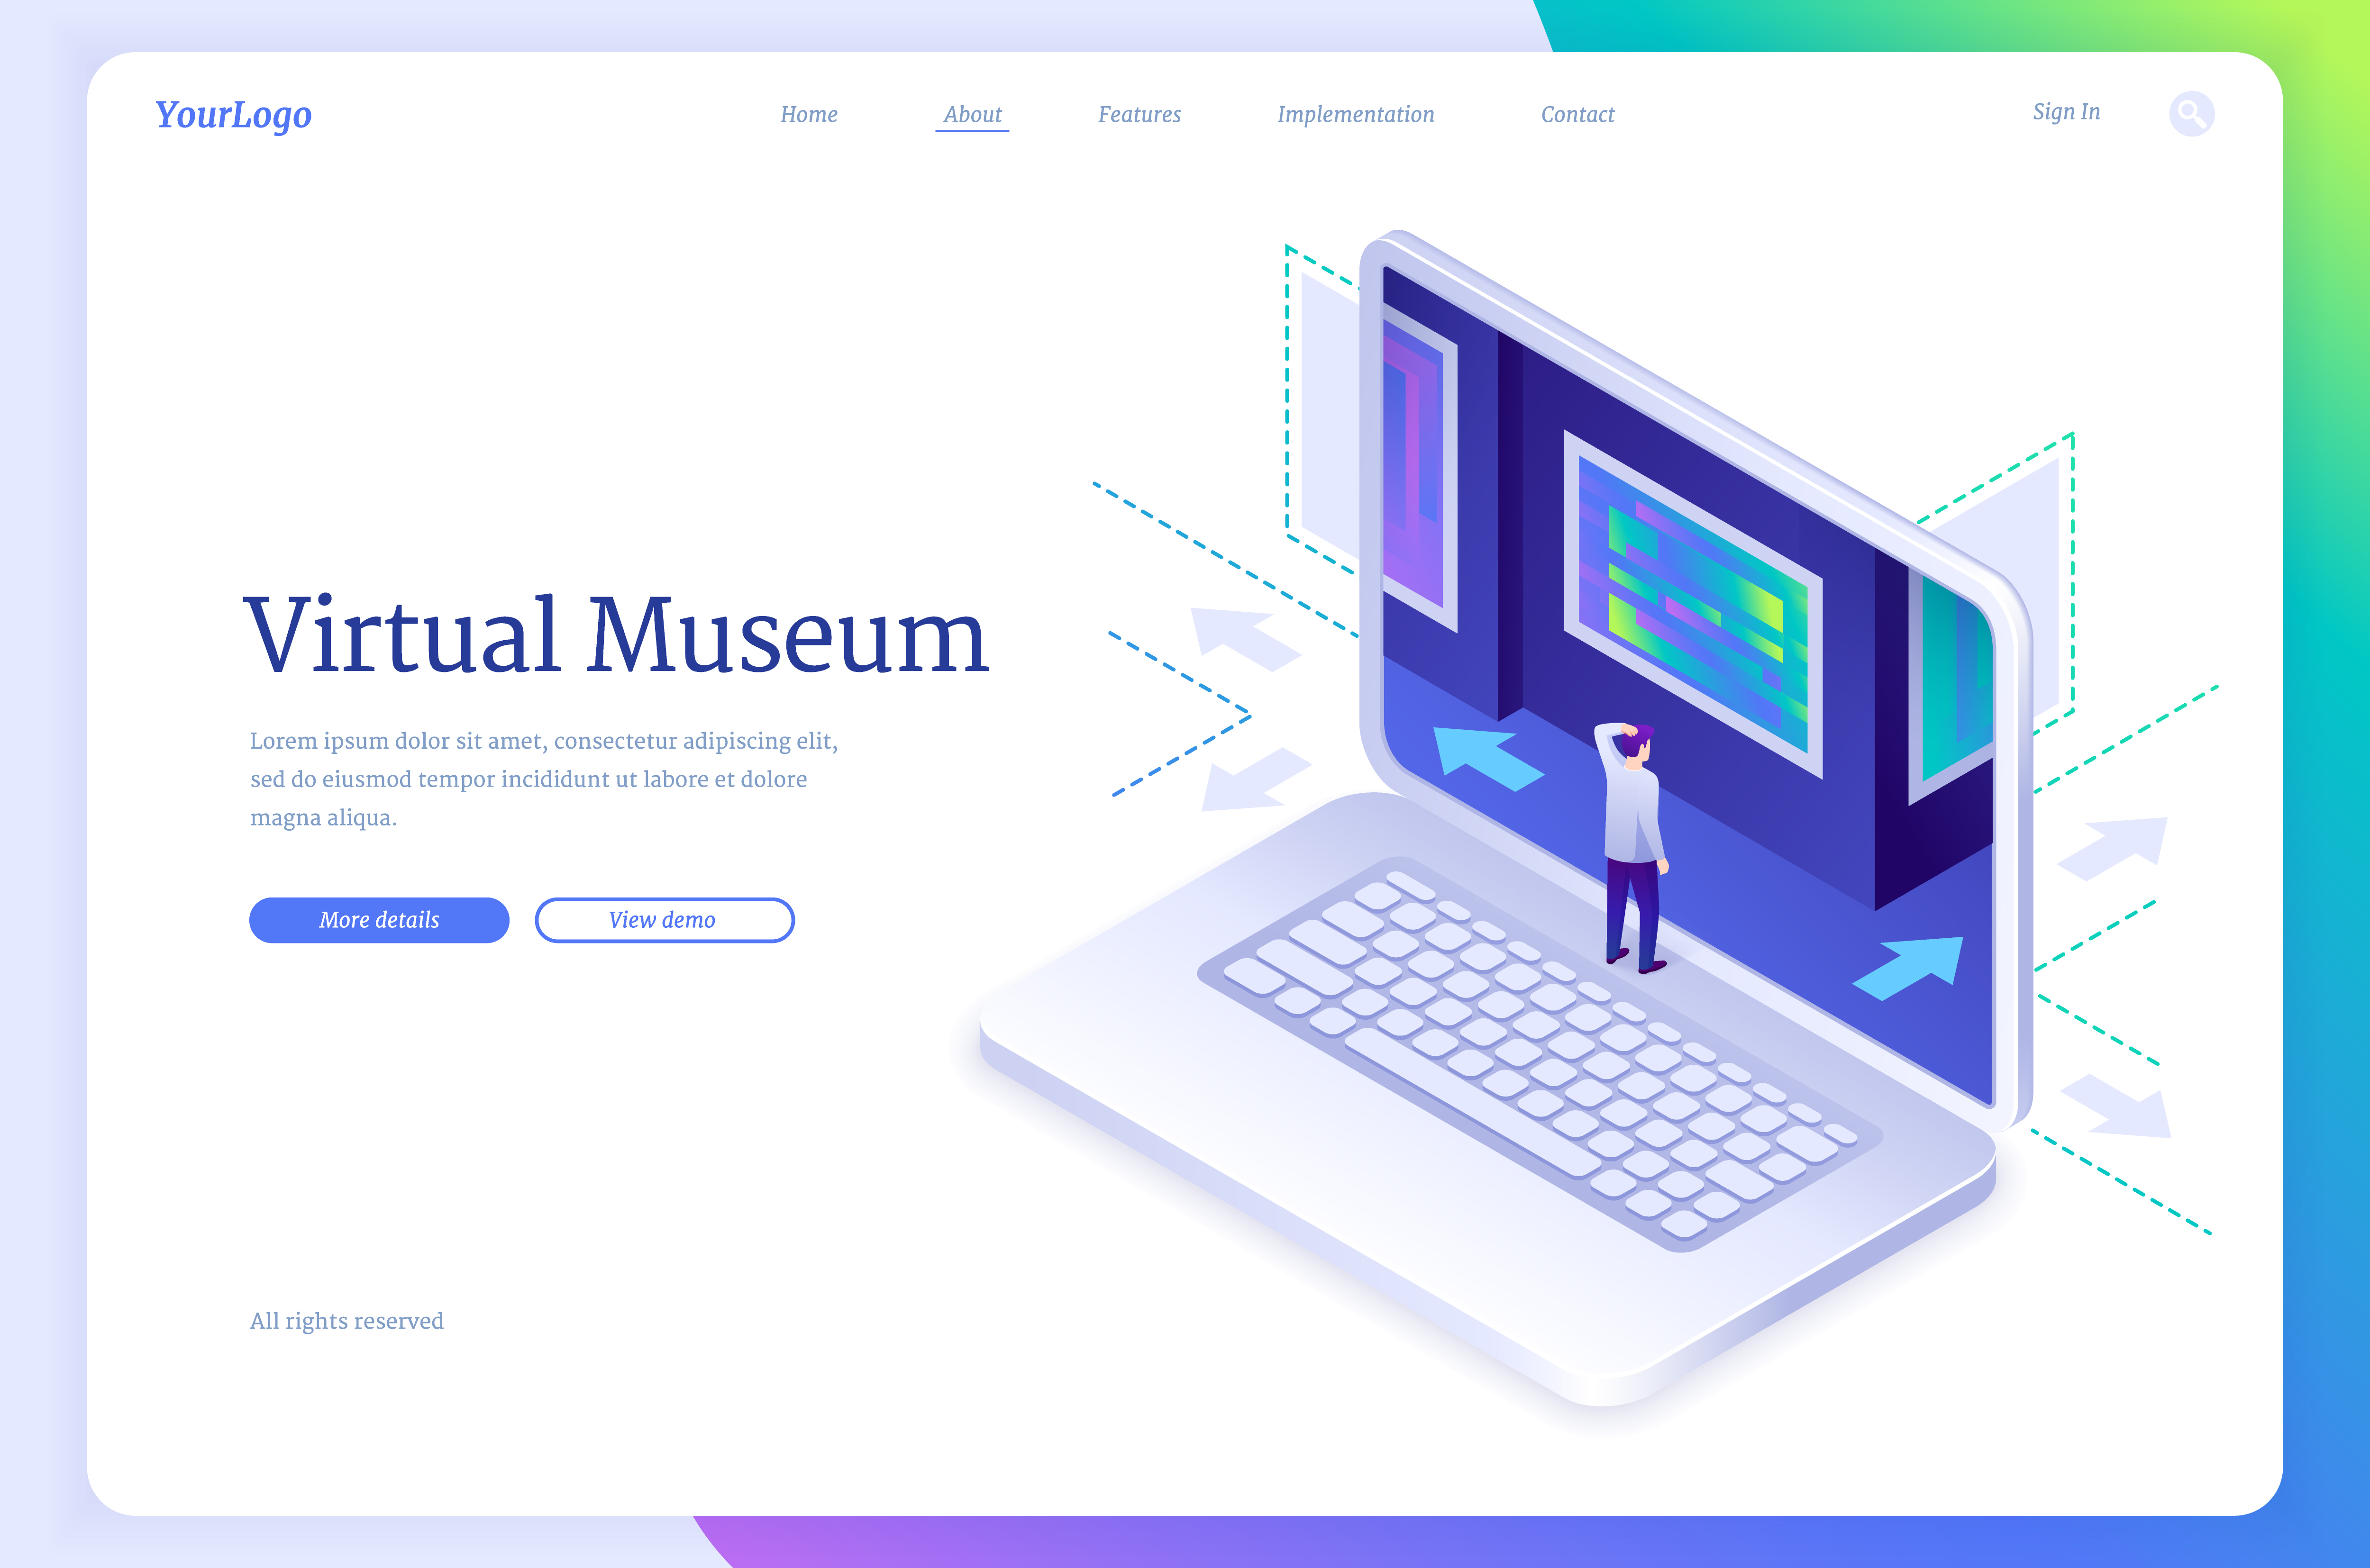 YourLogo
Home About Features Implementation Contact
Sign In
Virtual Museum
Lorem ipsum dolor sit amet, consectetur adipiscing elit,
sed do eiusmod tempor incididunt ut labore et dolore
magna aliqua.
More details View demo
All rights reserved